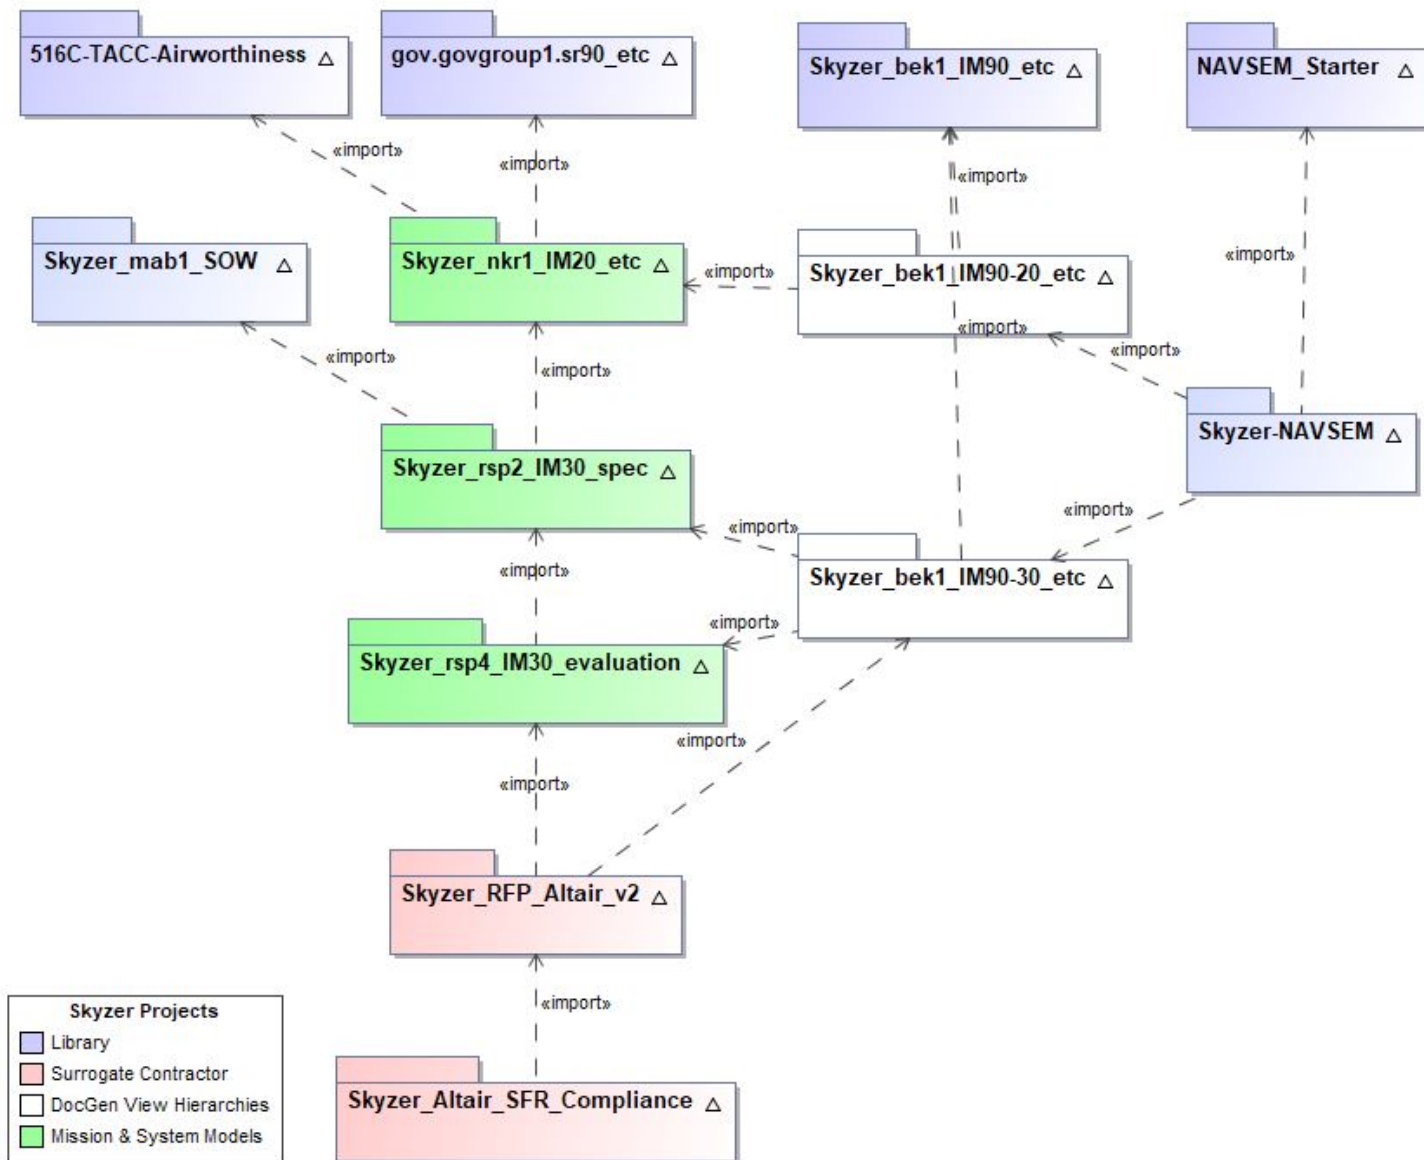 516C-TACC-Airworthiness
gov.govgroup1.sr90_etc
Skyzer_bek1_IM90_etc
NAVSEM_Starter
«import»
«import»
«import»
Skyzer_mab1_SOW
Skyzer_nkr1_IM20_etc
«import»
Skyzer_bek1_IM90-20_etc
«import»
«import»
«import»
«import»
«import»
Skyzer-NAVSEM
Skyzer_rsp2_IM30_spec
«import»
«import»
«import»
Skyzer_bek1_IM90-30_etc
«import»
Skyzer_rsp4_IM30_evaluation
«import»
«import»
Skyzer_RFP_Altair_v2
«import»
Skyzer_Altair_SFR_Compliance
Skyzer Projects
Library
Surrogate Contractor
DocGen View Hierarchies
Mission & System Models